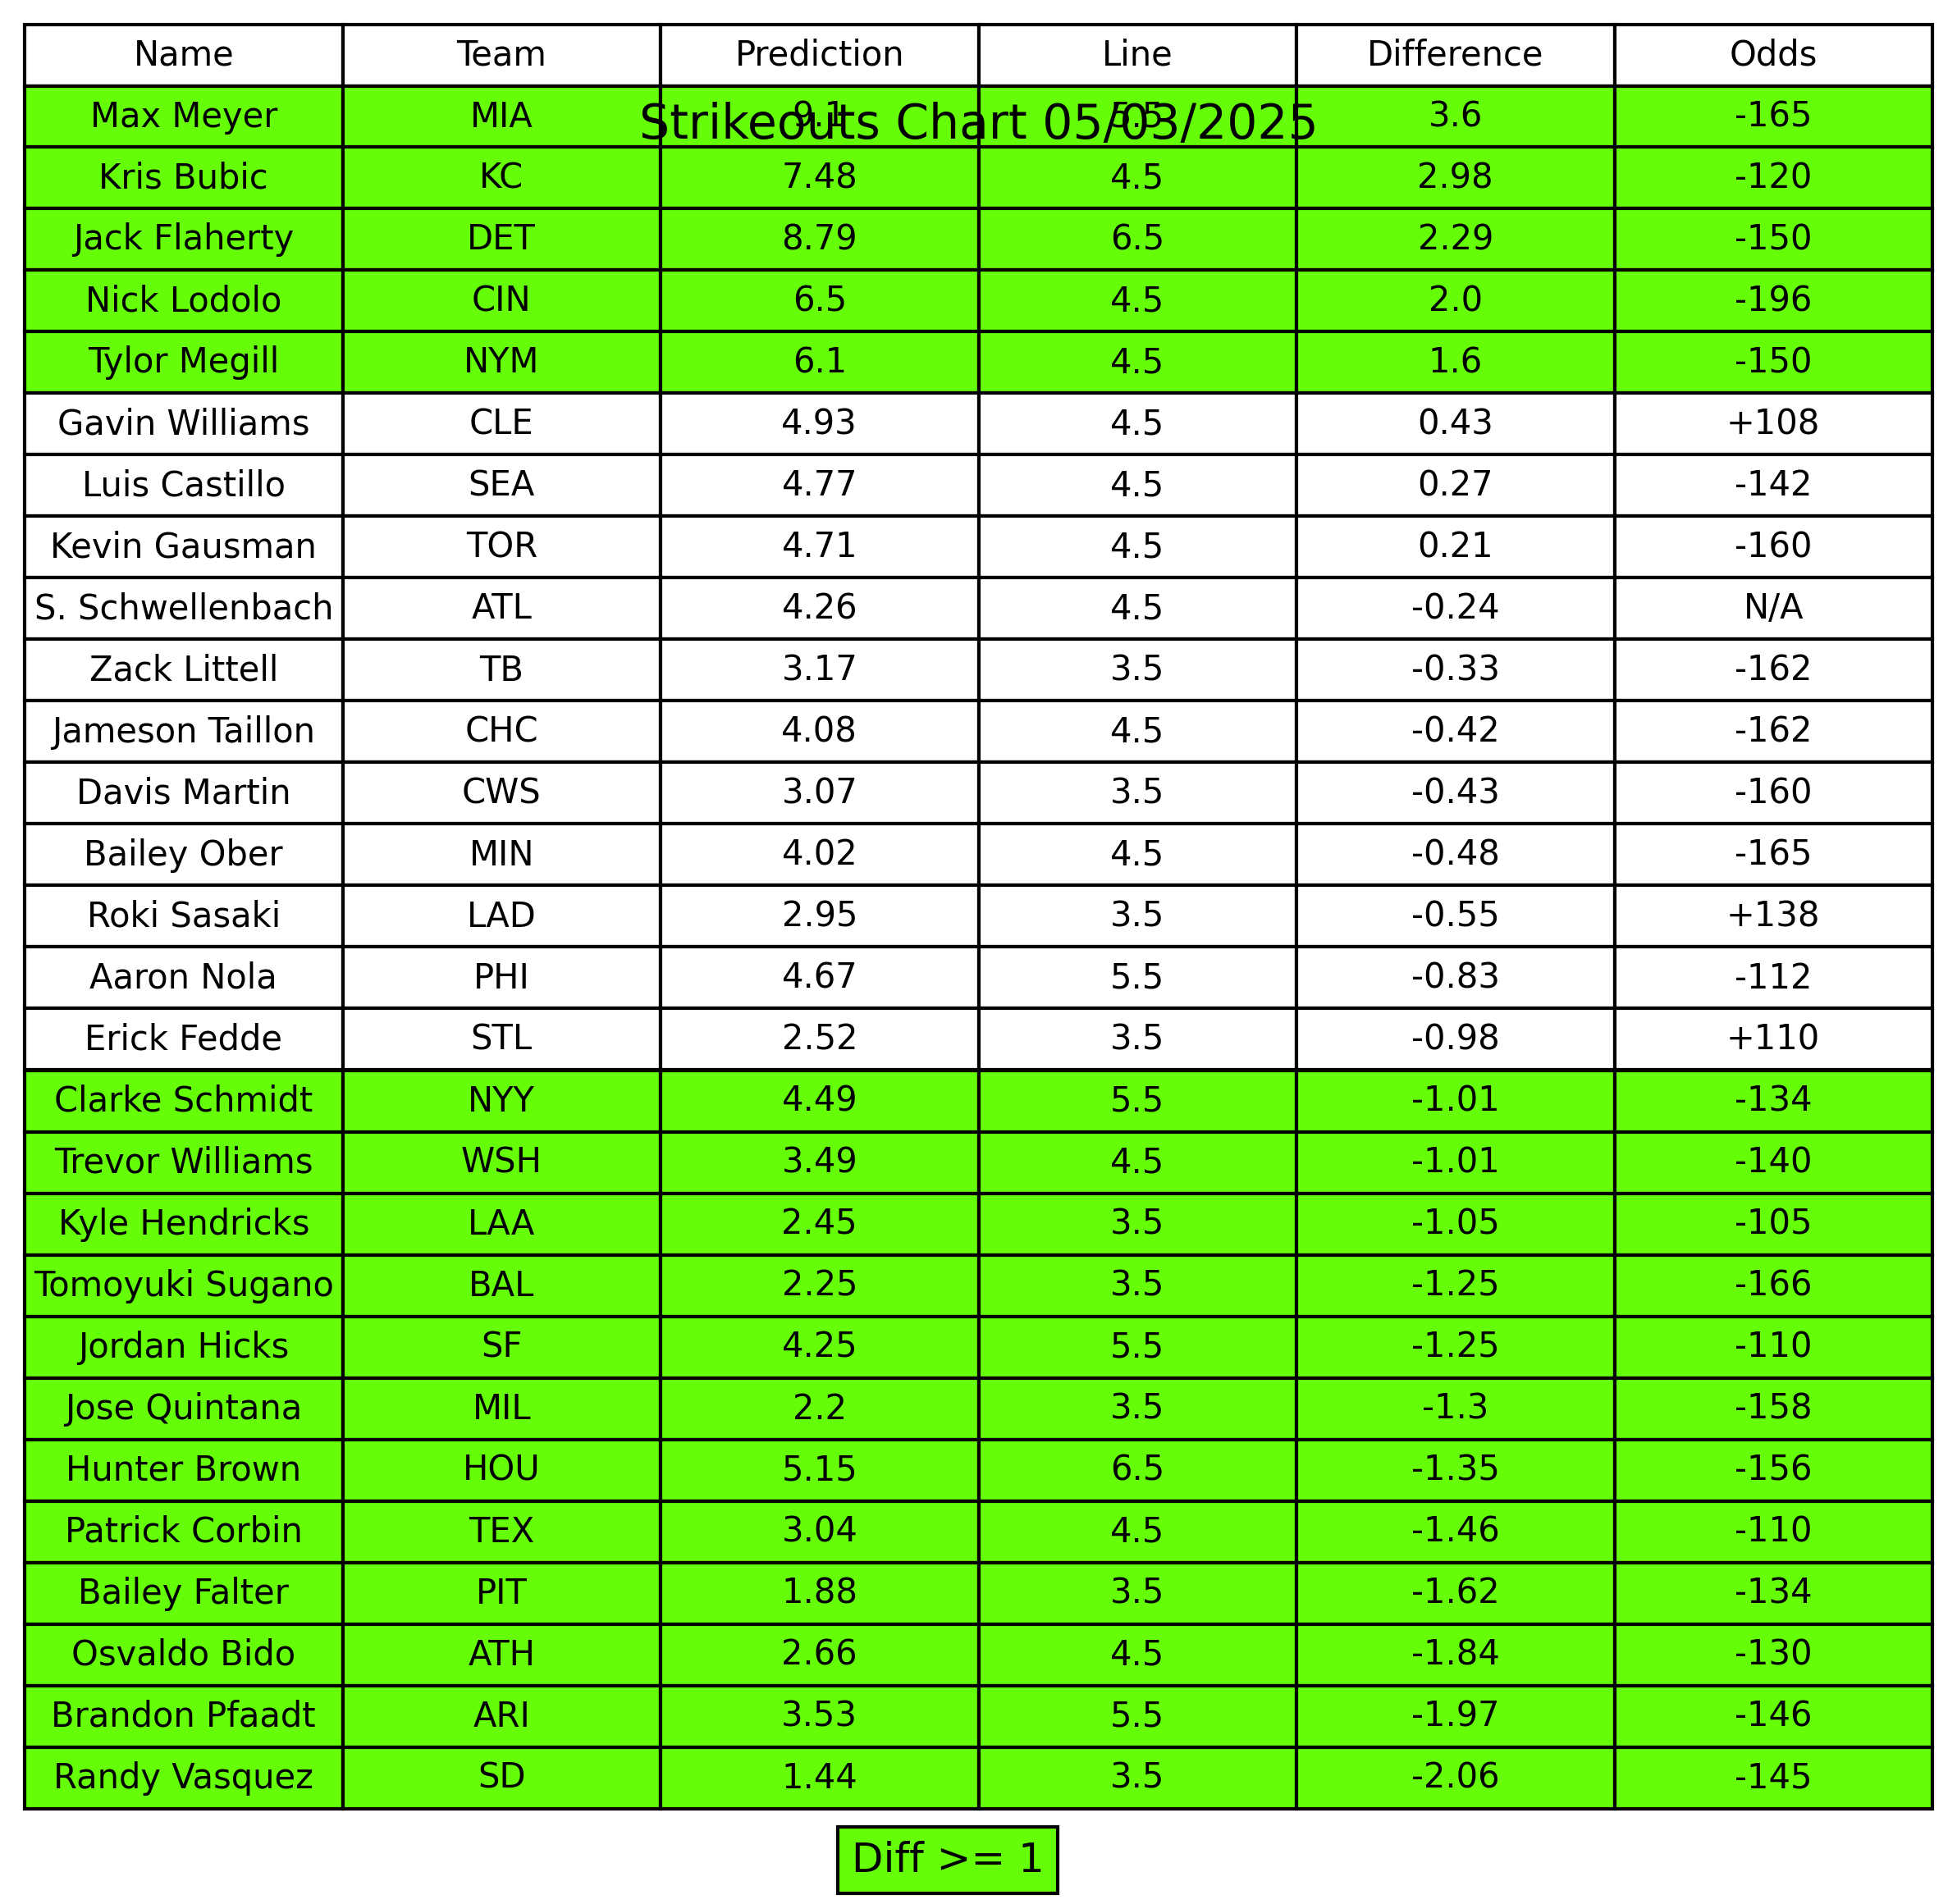 Name Team Prediction Line Difference Odds
Max Meyer MIA 9.1 5.5 3.6 -165
Strikeouts Chart 05/03/2025
Kris Bubic KC 7.48 4.5 2.98 -120
Jack Flaherty DET 8.79 6.5 2.29 -150
Nick Lodolo CIN 6.5 4.5 2.0 -196
Tylor Megill NYM 6.1 4.5 1.6 -150
Gavin Williams CLE 4.93 4.5 0.43 +108
Luis Castillo SEA 4.77 4.5 0.27 -142
Kevin Gausman TOR 4.71 4.5 0.21 -160
S. Schwellenbach ATL 4.26 4.5 -0.24 N/A
Zack Littell TB 3.17 3.5 -0.33 -162
Jameson Taillon CHC 4.08 4.5 -0.42 -162
Davis Martin CWS 3.07 3.5 -0.43 -160
Bailey Ober MIN 4.02 4.5 -0.48 -165
Roki Sasaki LAD 2.95 3.5 -0.55 +138
Aaron Nola PHI 4.67 5.5 -0.83 -112
Erick Fedde STL 2.52 3.5 -0.98 +110
Clarke Schmidt NYY 4.49 5.5 -1.01 -134
Trevor Williams WSH 3.49 4.5 -1.01 -140
Kyle Hendricks LAA 2.45 3.5 -1.05 -105
Tomoyuki Sugano BAL 2.25 3.5 -1.25 -166
Jordan Hicks SF 4.25 5.5 -1.25 -110
Jose Quintana MIL 2.2 3.5 -1.3 -158
Hunter Brown HOU 5.15 6.5 -1.35 -156
Patrick Corbin TEX 3.04 4.5 -1.46 -110
Bailey Falter PIT 1.88 3.5 -1.62 -134
Osvaldo Bido ATH 2.66 4.5 -1.84 -130
Brandon Pfaadt ARI 3.53 5.5 -1.97 -146
Randy Vasquez SD 1.44 3.5 -2.06 -145
Diff >= 1